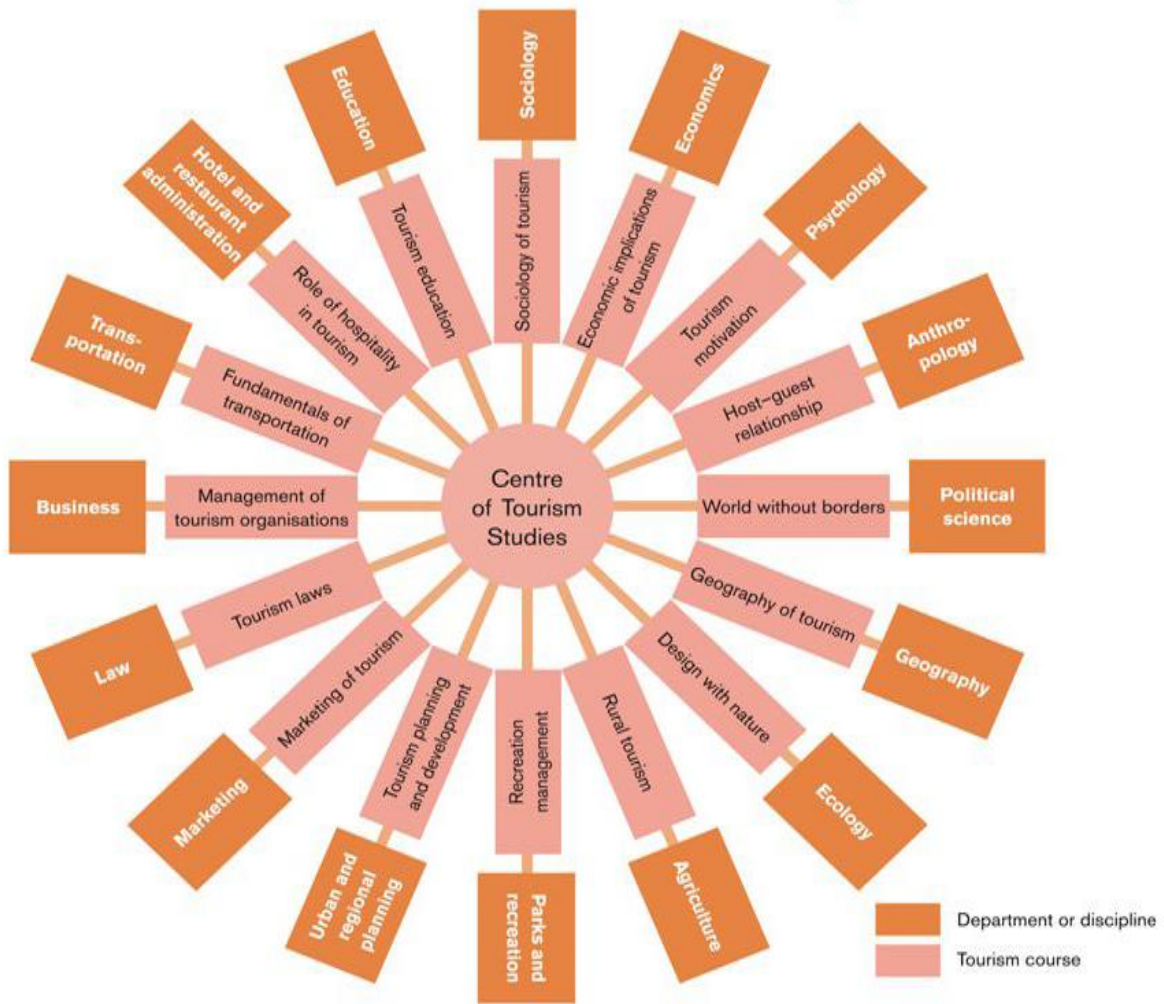 Sociology
Sociology of tourism
Economics
Economic implications
of tourism
Psychology
Tourism
motivation
Anthro-
pology
Host–guest
relationship
Political
science
World without borders
Geography
Geography of tourism
Ecology
Design with nature
Agriculture
Rural tourism
Parks and
recreation
Recreation
management
Urban and
regional
planning
Tourism planning
and development
Marketing
Marketing of tourism
Law
Tourism laws
Business
Management of
tourism organisations
Trans-
portation
Fundamentals of
transportation
Hotel and
restaurant
administration
Role of hospitality
in tourism
Education
Tourism education
Centre
of Tourism
Studies
Department or discipline
Tourism course